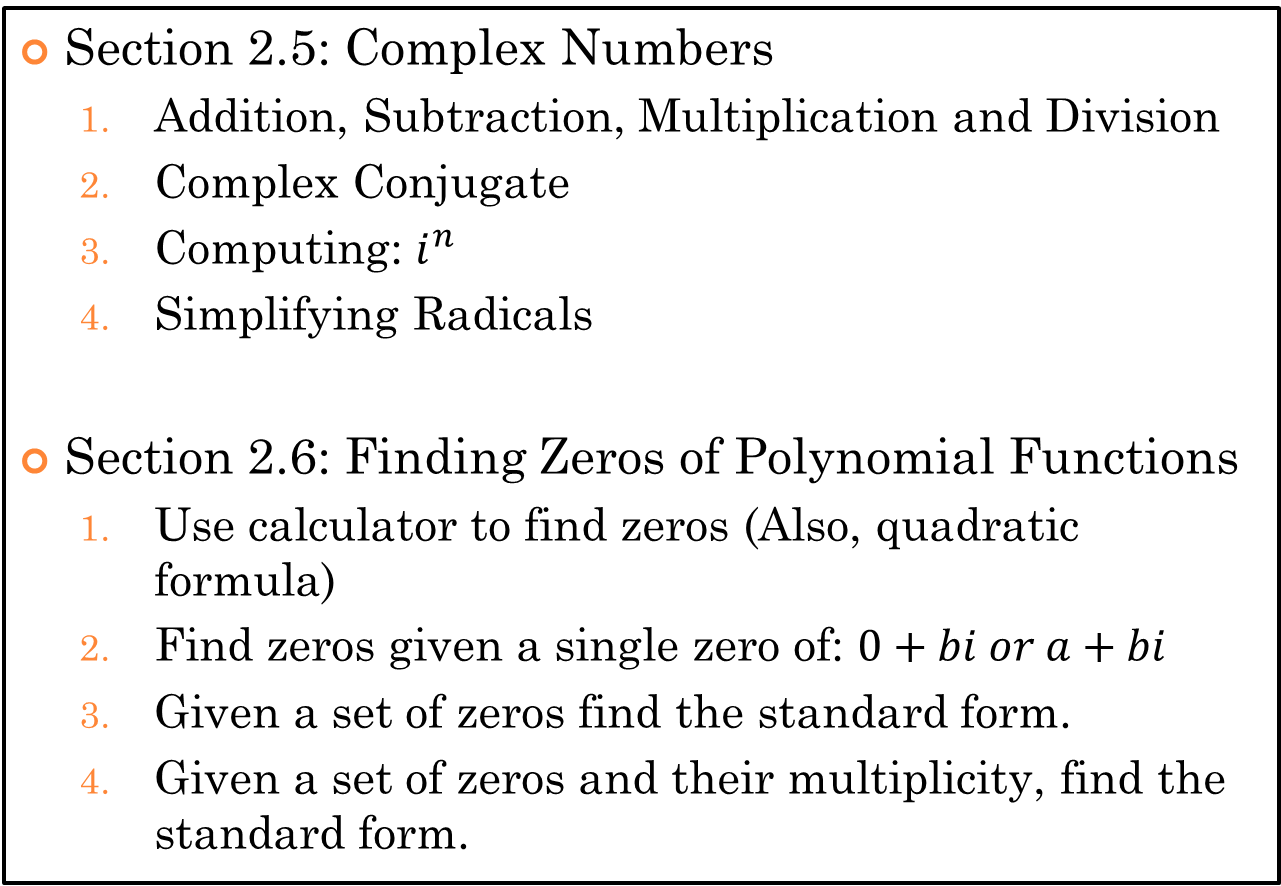 Section 2.5: Complex Numbers
1. Addition, Subtraction, Multiplication and Division
2. Complex Conjugate
3. Computing: iⁿ
4. Simplifying Radicals
Section 2.6: Finding Zeros of Polynomial Functions
1. Use calculator to find zeros (Also, quadratic
formula)
2. Find zeros given a single zero of: 0 + bi or a + bi
3. Given a set of zeros find the standard form.
4. Given a set of zeros and their multiplicity, find the
standard form.